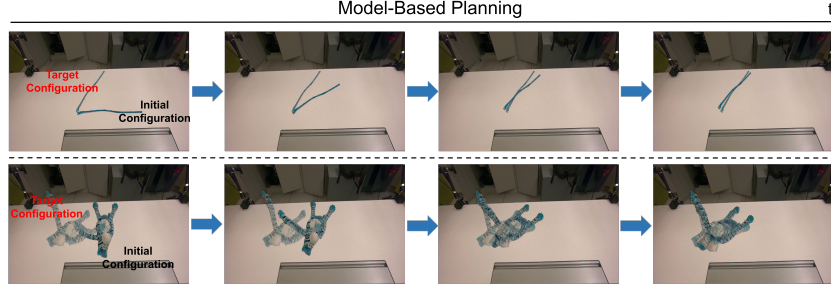 Model-Based Planning
t
Target
Configuration
Initial
Configuration
Target
Configuration
Initial
Configuration